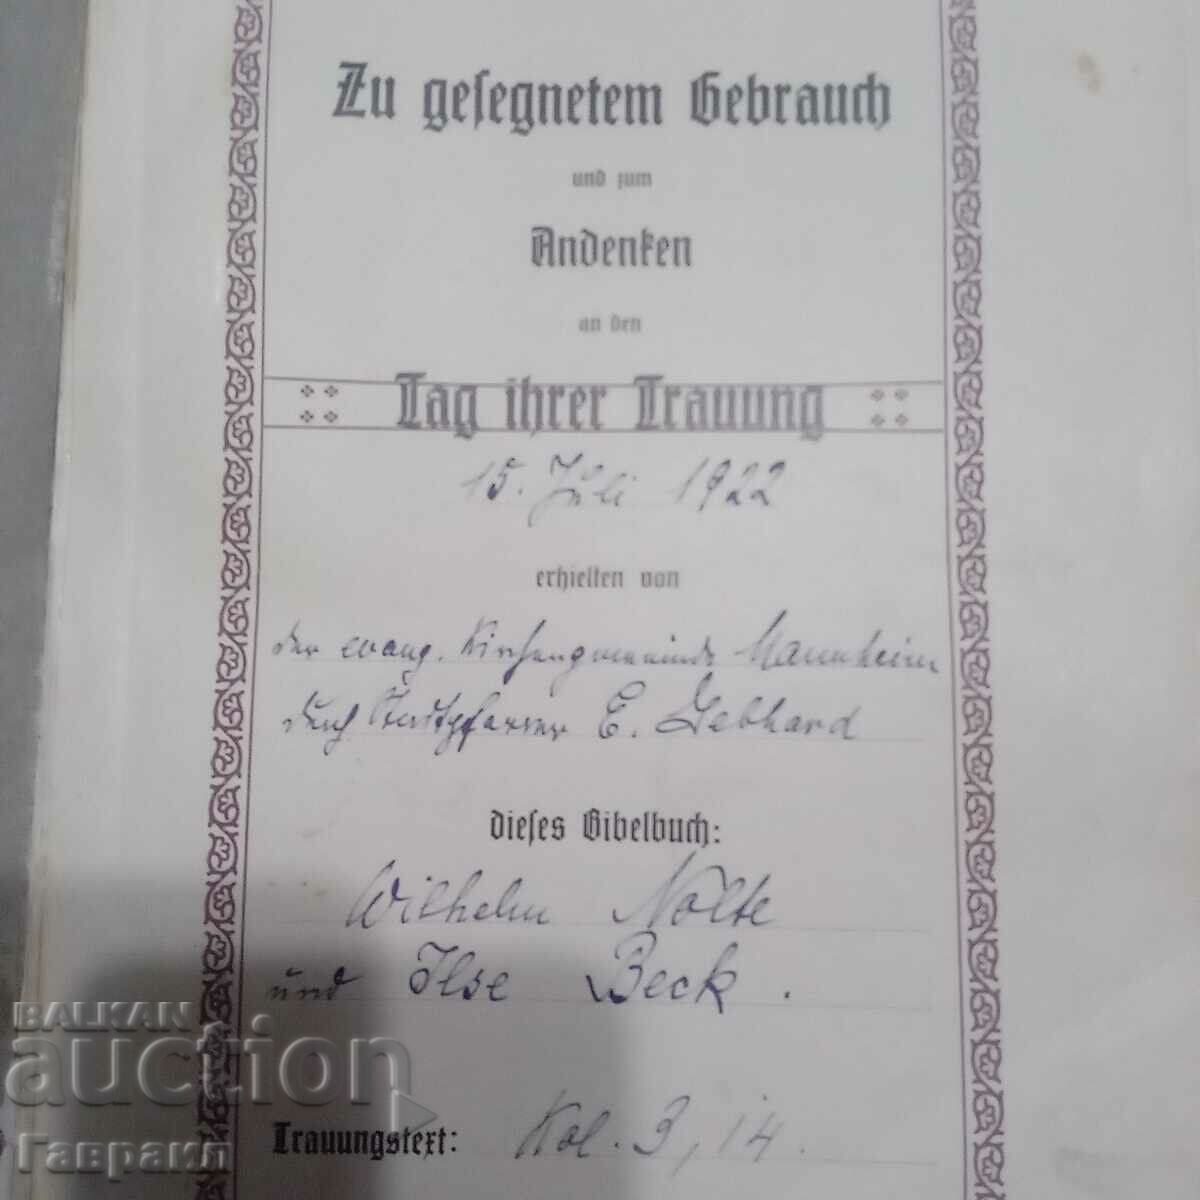 Zu gesegnetem Gebrauch
und zum
Andenken
an den
Tag ihrer Trauung
15. Juli 1922
erhielten von
der evang. Kirchengemeinde Mannheim
durch Stadtpfarrer E. Gebhard
dieses Bibelbuch:
Wilhelm Nolte
und Ilse Beck.
Trauungstext: Kol. 3, 14.
BALKAN
auction
Гавраил